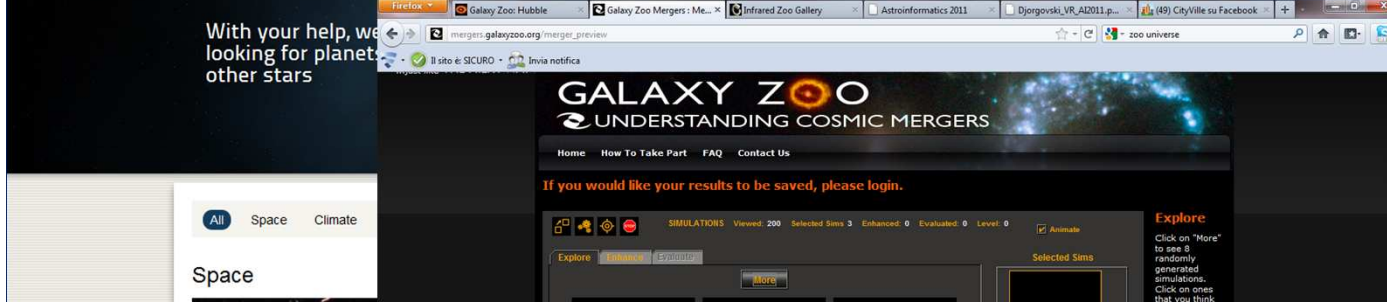 With your help, we
looking for planets
other stars
All Space Climate
Space
Firefox
Galaxy Zoo: Hubble
Galaxy Zoo Mergers : Me...
Infrared Zoo Gallery
Astroinformatics 2011
Djorgovski_VR_AI2011.p...
(49) CityVille su Facebook
mergers.galaxyzoo.org/merger_preview
zoo universe
Il sito è: SICURO
Invia notifica
GALAXY ZOO
UNDERSTANDING COSMIC MERGERS
Home How To Take Part FAQ Contact Us
If you would like your results to be saved, please login.
SIMULATIONS Viewed: 200 Selected Sims 3 Enhanced: 0 Evaluated: 0 Level: 0
Animate
Explore Enhance Evaluate
More
Selected Sims
Explore
Click on "More"
to see 8
randomly
generated
simulations.
Click on ones
that you think